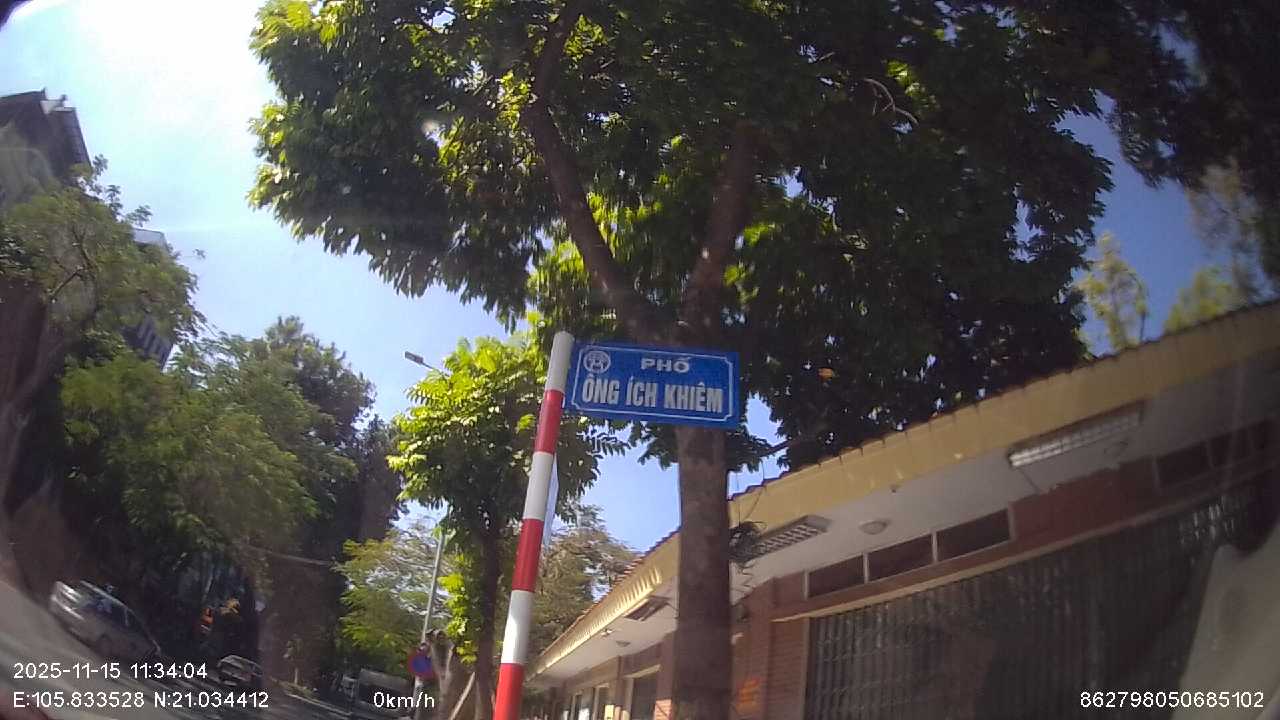 PHỐ
ÔNG ÍCH KHIÊM
2025-11-15 11:34:04
E:105.833528 N:21.034412
0km/h
862798050685102